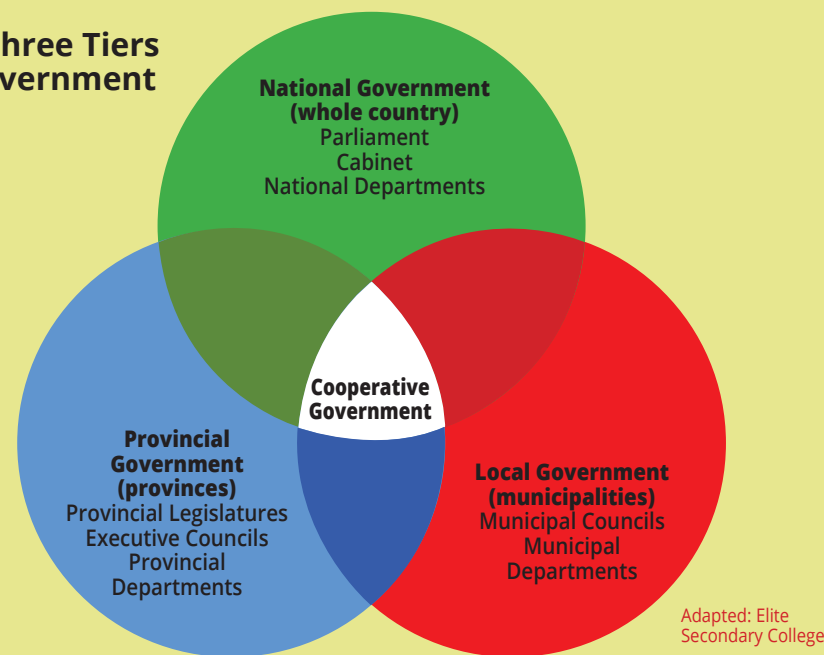 hree Tiers
vernment
National Government
(whole country)
Parliament
Cabinet
National Departments
Cooperative
Government
Provincial
Government
(provinces)
Provincial Legislatures
Executive Councils
Provincial
Departments
Local Government
(municipalities)
Municipal Councils
Municipal
Departments
Adapted: Elite
Secondary College